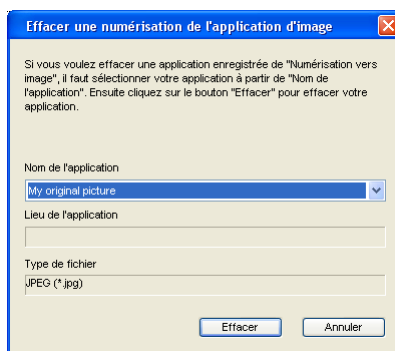 Effacer une numérisation de l'application d'image
Si vous voulez effacer une application enregistrée de "Numérisation vers
image", il faut sélectionner votre application à partir de "Nom de
l'application". Ensuite cliquez sur le bouton "Effacer" pour effacer votre
application.
Nom de l'application
My original picture
Lieu de l'application
Type de fichier
JPEG (*.jpg)
Effacer
Annuler